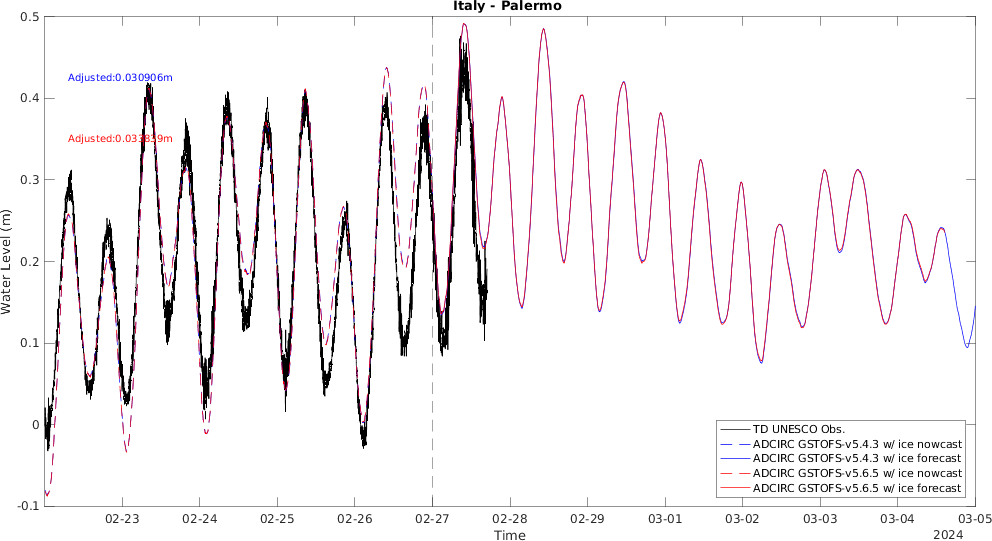 Italy - Palermo
Water Level (m)
0.5
0.4
0.3
0.2
0.1
0
-0.1
Adjusted:0.030906m
Adjusted:0.033839m
TD UNESCO Obs.
ADCIRC GSTOFS-v5.4.3 w/ ice nowcast
ADCIRC GSTOFS-v5.4.3 w/ ice forecast
ADCIRC GSTOFS-v5.6.5 w/ ice nowcast
ADCIRC GSTOFS-v5.6.5 w/ ice forecast
02-23 02-24 02-25 02-26 02-27 02-28 02-29 03-01 03-02 03-03 03-04 03-05
Time
2024